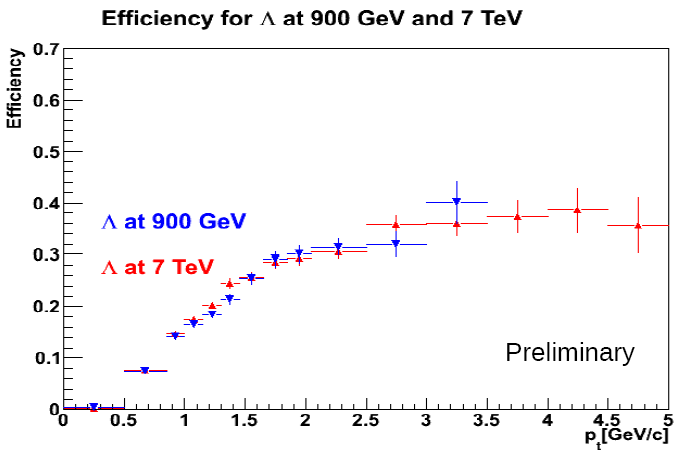 Efficiency for Λ at 900 GeV and 7 TeV
Efficiency
0.7
0.6
0.5
0.4
0.3
0.2
0.1
0
Λ at 900 GeV
Λ at 7 TeV
Preliminary
0 0.5 1 1.5 2 2.5 3 3.5 4 4.5 5
pt[GeV/c]